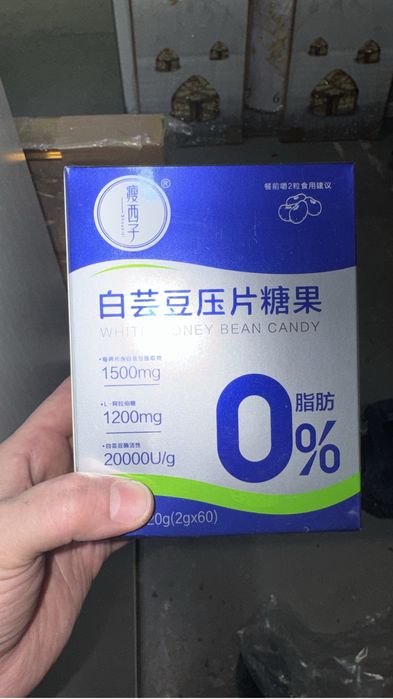 瘦西子
®
餐前嚼2粒食用建议
白芸豆压片糖果
WHITE KIDNEY BEAN CANDY
•每两片含白芸豆提取物
1500mg
•L-阿拉伯糖
1200mg
•白芸豆酶活性
20000U/g
0%
脂肪
20g(2gx60)